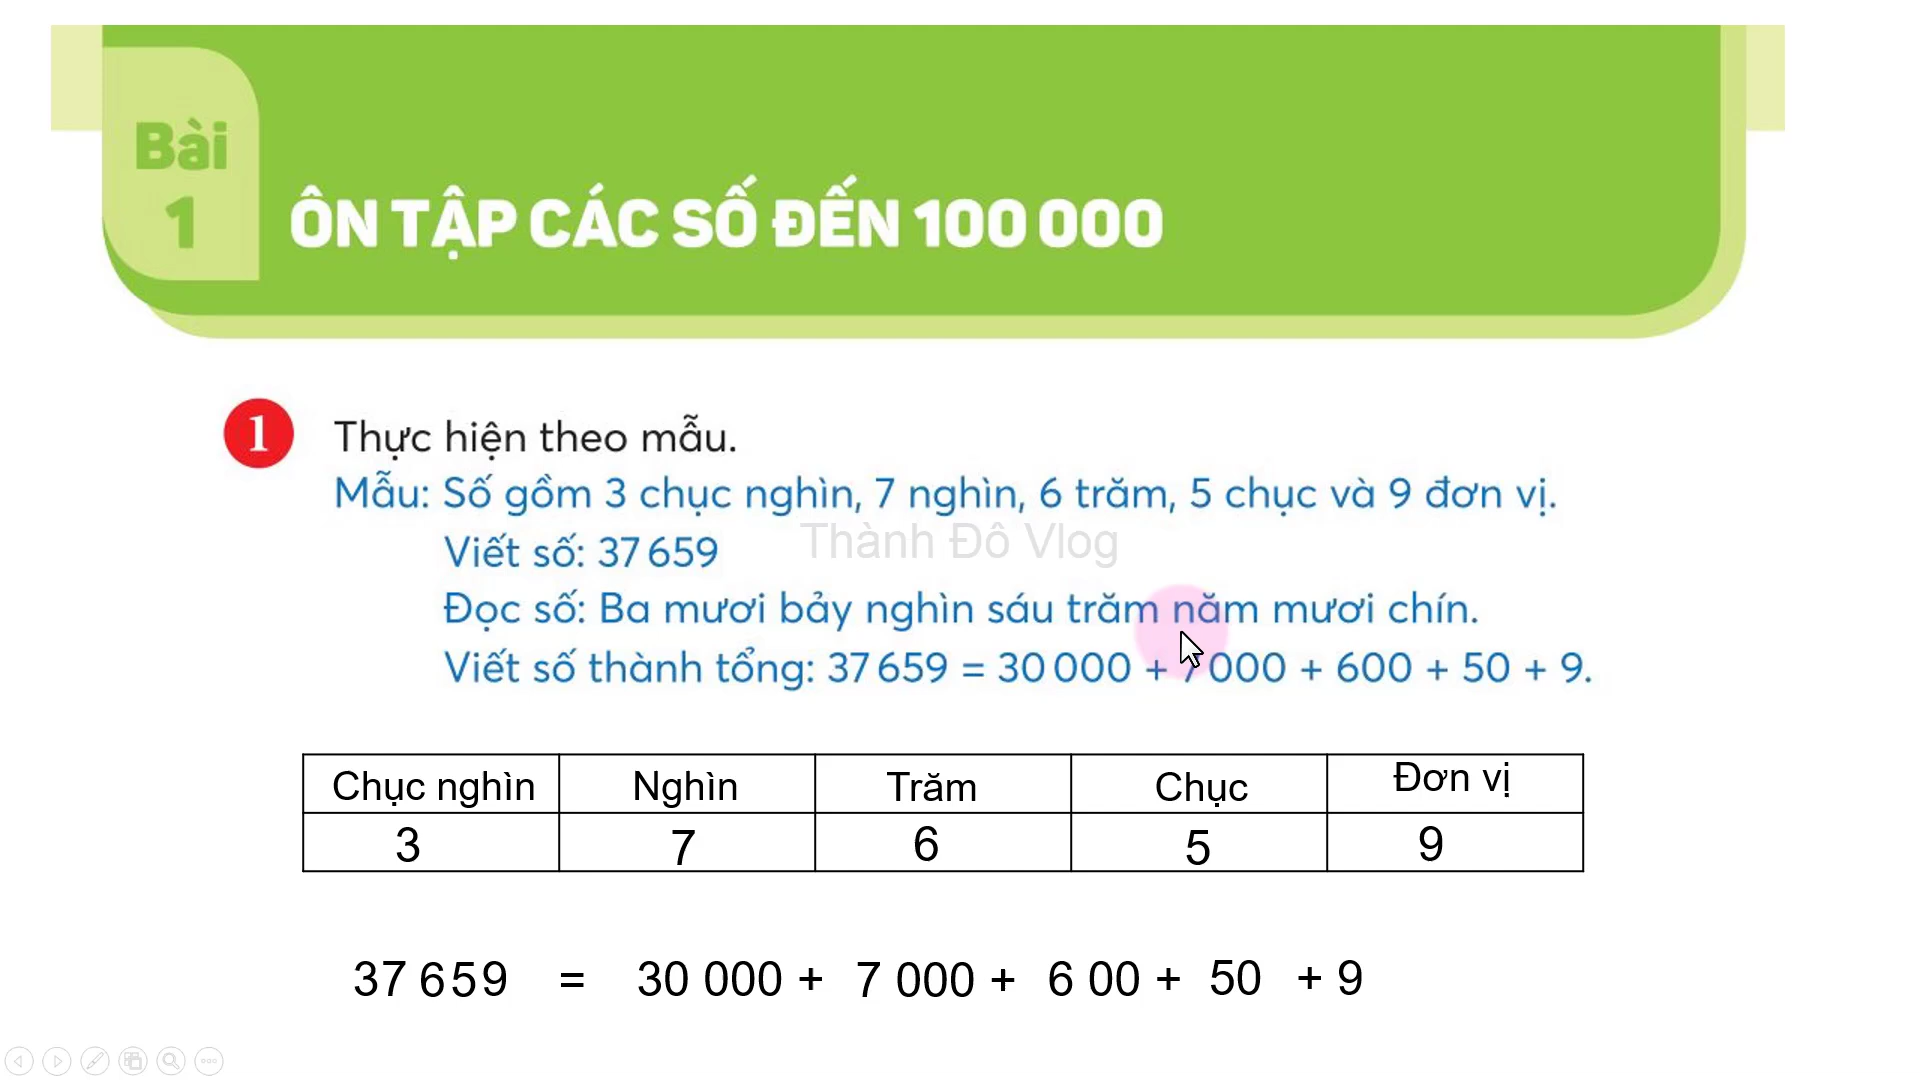 Bài
1
ÔN TẬP CÁC SỐ ĐẾN 100 000
1 Thực hiện theo mẫu.
Mẫu: Số gồm 3 chục nghìn, 7 nghìn, 6 trăm, 5 chục và 9 đơn vị.
Thành Đô Vlog
Viết số: 37 659
Đọc số: Ba mươi bảy nghìn sáu trăm năm mươi chín.
Viết số thành tổng: 37 659 = 30 000 + 7 000 + 600 + 50 + 9.
Chục nghìn Nghìn Trăm Chục Đơn vị
3 7 6 5 9
37 659 = 30 000 + 7 000 + 6 00 + 50 + 9